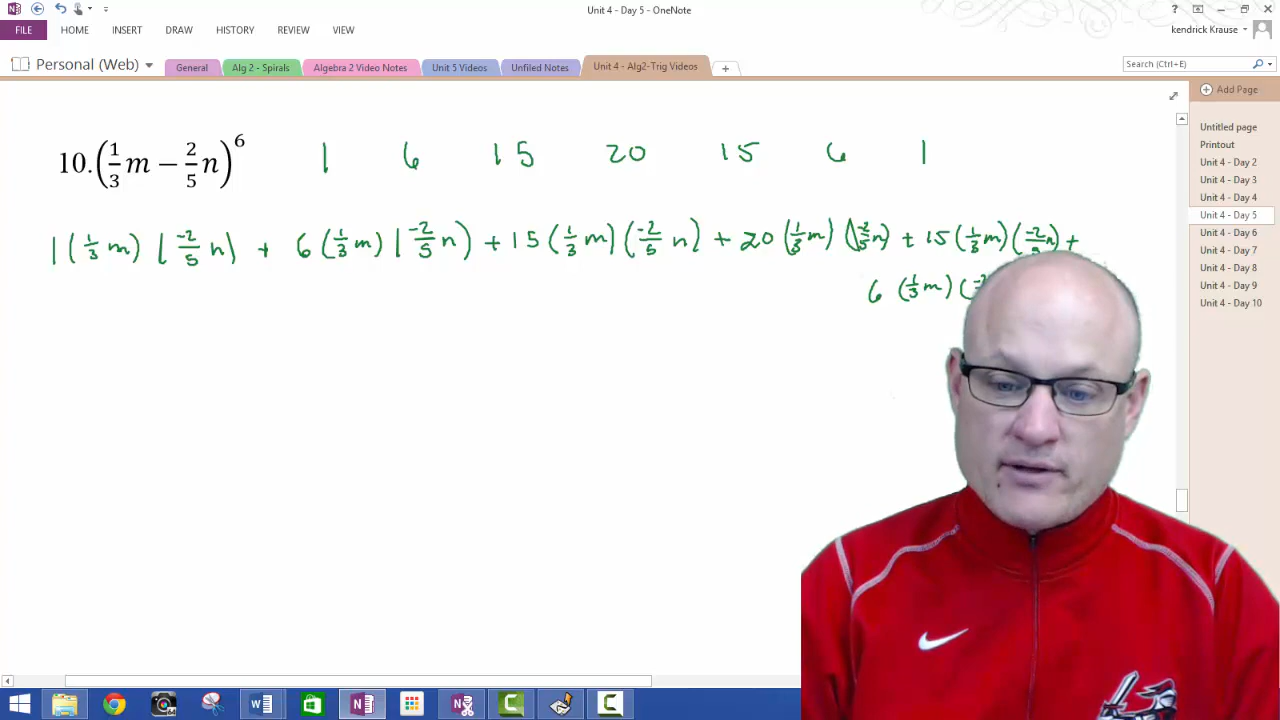 Unit 4 - Day 5 - OneNote
FILE HOME INSERT DRAW HISTORY REVIEW VIEW
kendrick Krause
Personal (Web) General Alg 2 - Spirals Algebra 2 Video Notes Unit 5 Videos Unfiled Notes Unit 4 - Alg2-Trig Videos
Search (Ctrl+E)
Add Page
Untitled page
Printout
Unit 4 - Day 2
Unit 4 - Day 3
Unit 4 - Day 4
Unit 4 - Day 5
Unit 4 - Day 6
Unit 4 - Day 7
Unit 4 - Day 8
Unit 4 - Day 9
Unit 4 - Day 10
10. (1/3 m − 2/5 n)^6 1 6 15 20 15 6 1
1 (1/3 m) (-2/5 n) + 6 (1/3 m) (-2/5 n) + 15 (1/3 m) (-2/5 n) + 20 (1/3 m) (-2/5 n) + 15 (1/3 m) (-2/5 n) +
6 (1/3 m) (-2
64